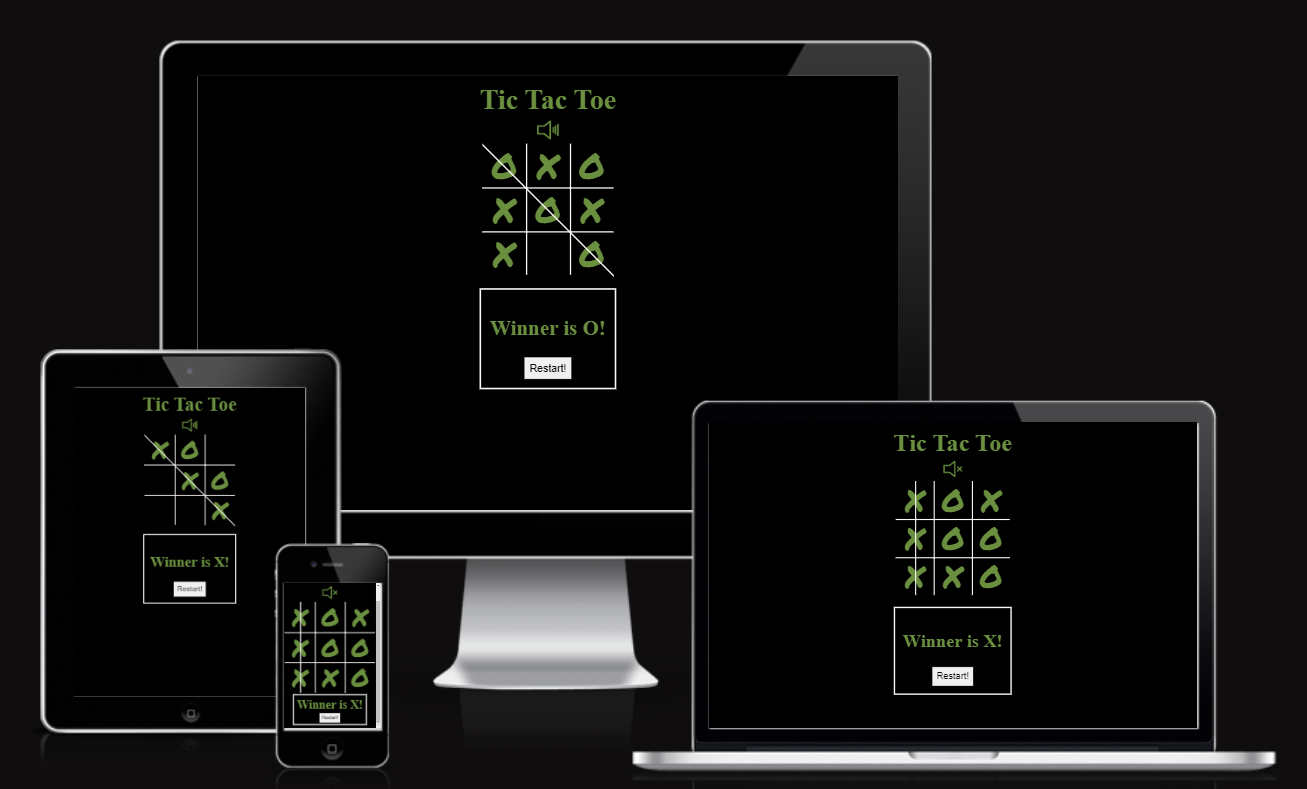 Tic Tac Toe
O X O
X O X
X O
Winner is O!
Restart!
Tic Tac Toe
X O
X O
X
Winner is X!
Restart!
X O X
X O O
X X O
Winner is X!
Restart!
Tic Tac Toe
X O X
X O O
X X O
Winner is X!
Restart!